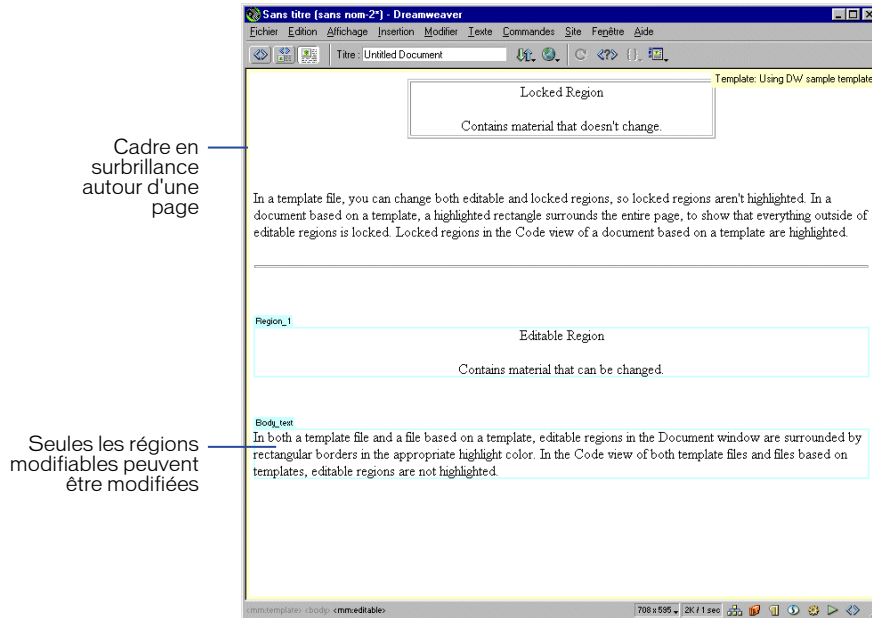 Sans titre (sans nom-2*) - Dreamweaver
Fichier Edition Affichage Insertion Modifier Texte Commandes Site Fenêtre Aide
Titre : Untitled Document
Template: Using DW sample template
Locked Region
Contains material that doesn't change.
Cadre en
surbrillance
autour d'une
page
In a template file, you can change both editable and locked regions, so locked regions aren't highlighted. In a
document based on a template, a highlighted rectangle surrounds the entire page, to show that everything outside of
editable regions is locked. Locked regions in the Code view of a document based on a template are highlighted.
Region_1
Editable Region
Contains material that can be changed.
Body_text
In both a template file and a file based on a template, editable regions in the Document window are surrounded by
rectangular borders in the appropriate highlight color. In the Code view of both template files and files based on
templates, editable regions are not highlighted.
Seules les régions
modifiables peuvent
être modifiées
<mm:template> <body> <mm:editable> 708 x 595 2K / 1 sec